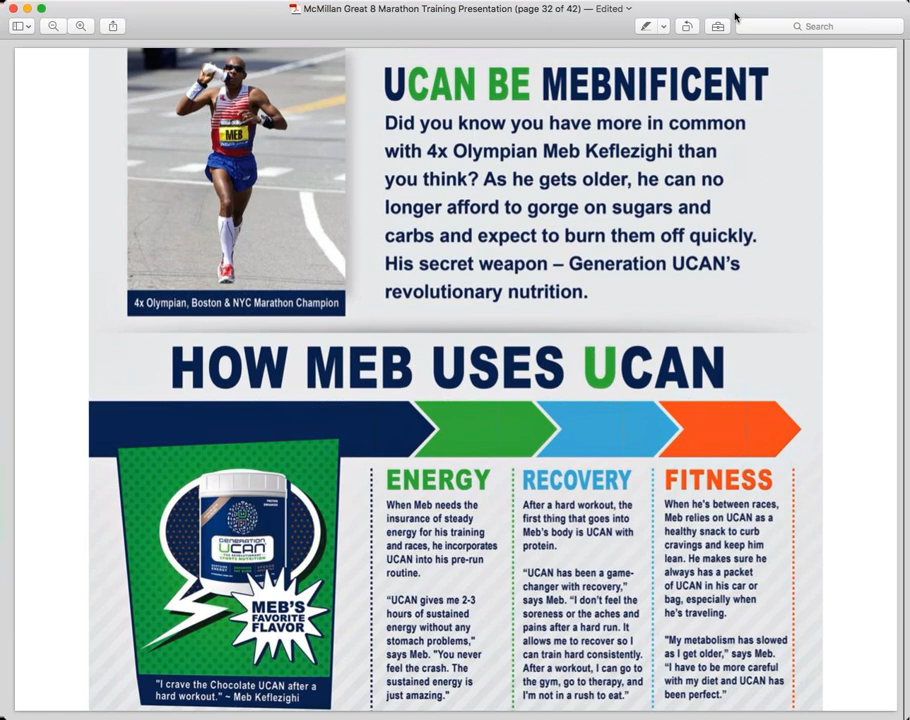 McMillan Great 8 Marathon Training Presentation (page 32 of 42) — Edited
Search
MEB
4x Olympian, Boston & NYC Marathon Champion
UCAN BE MEBNIFICENT
Did you know you have more in common
with 4x Olympian Meb Keflezighi than
you think? As he gets older, he can no
longer afford to gorge on sugars and
carbs and expect to burn them off quickly.
His secret weapon – Generation UCAN's
revolutionary nutrition.
HOW MEB USES UCAN
GENERATION
UCAN
MEB'S
FAVORITE
FLAVOR
"I crave the Chocolate UCAN after a
hard workout." ~ Meb Keflezighi
ENERGY
When Meb needs the
insurance of steady
energy for his training
and races, he incorporates
UCAN into his pre-run
routine.
"UCAN gives me 2-3
hours of sustained
energy without any
stomach problems,"
says Meb. "You never
feel the crash. The
sustained energy is
just amazing."
RECOVERY
After a hard workout, the
first thing that goes into
Meb's body is UCAN with
protein.
"UCAN has been a game-
changer with recovery,"
says Meb. "I don't feel the
soreness or the aches and
pains after a hard run. It
allows me to recover so I
can train hard consistently.
After a workout, I can go to
the gym, go to therapy, and
I'm not in a rush to eat."
FITNESS
When he's between races,
Meb relies on UCAN as a
healthy snack to curb
cravings and keep him
lean. He makes sure he
always has a packet
of UCAN in his car or
bag, especially when
he's traveling.
"My metabolism has slowed
as I get older," says Meb.
"I have to be more careful
with my diet and UCAN has
been perfect."